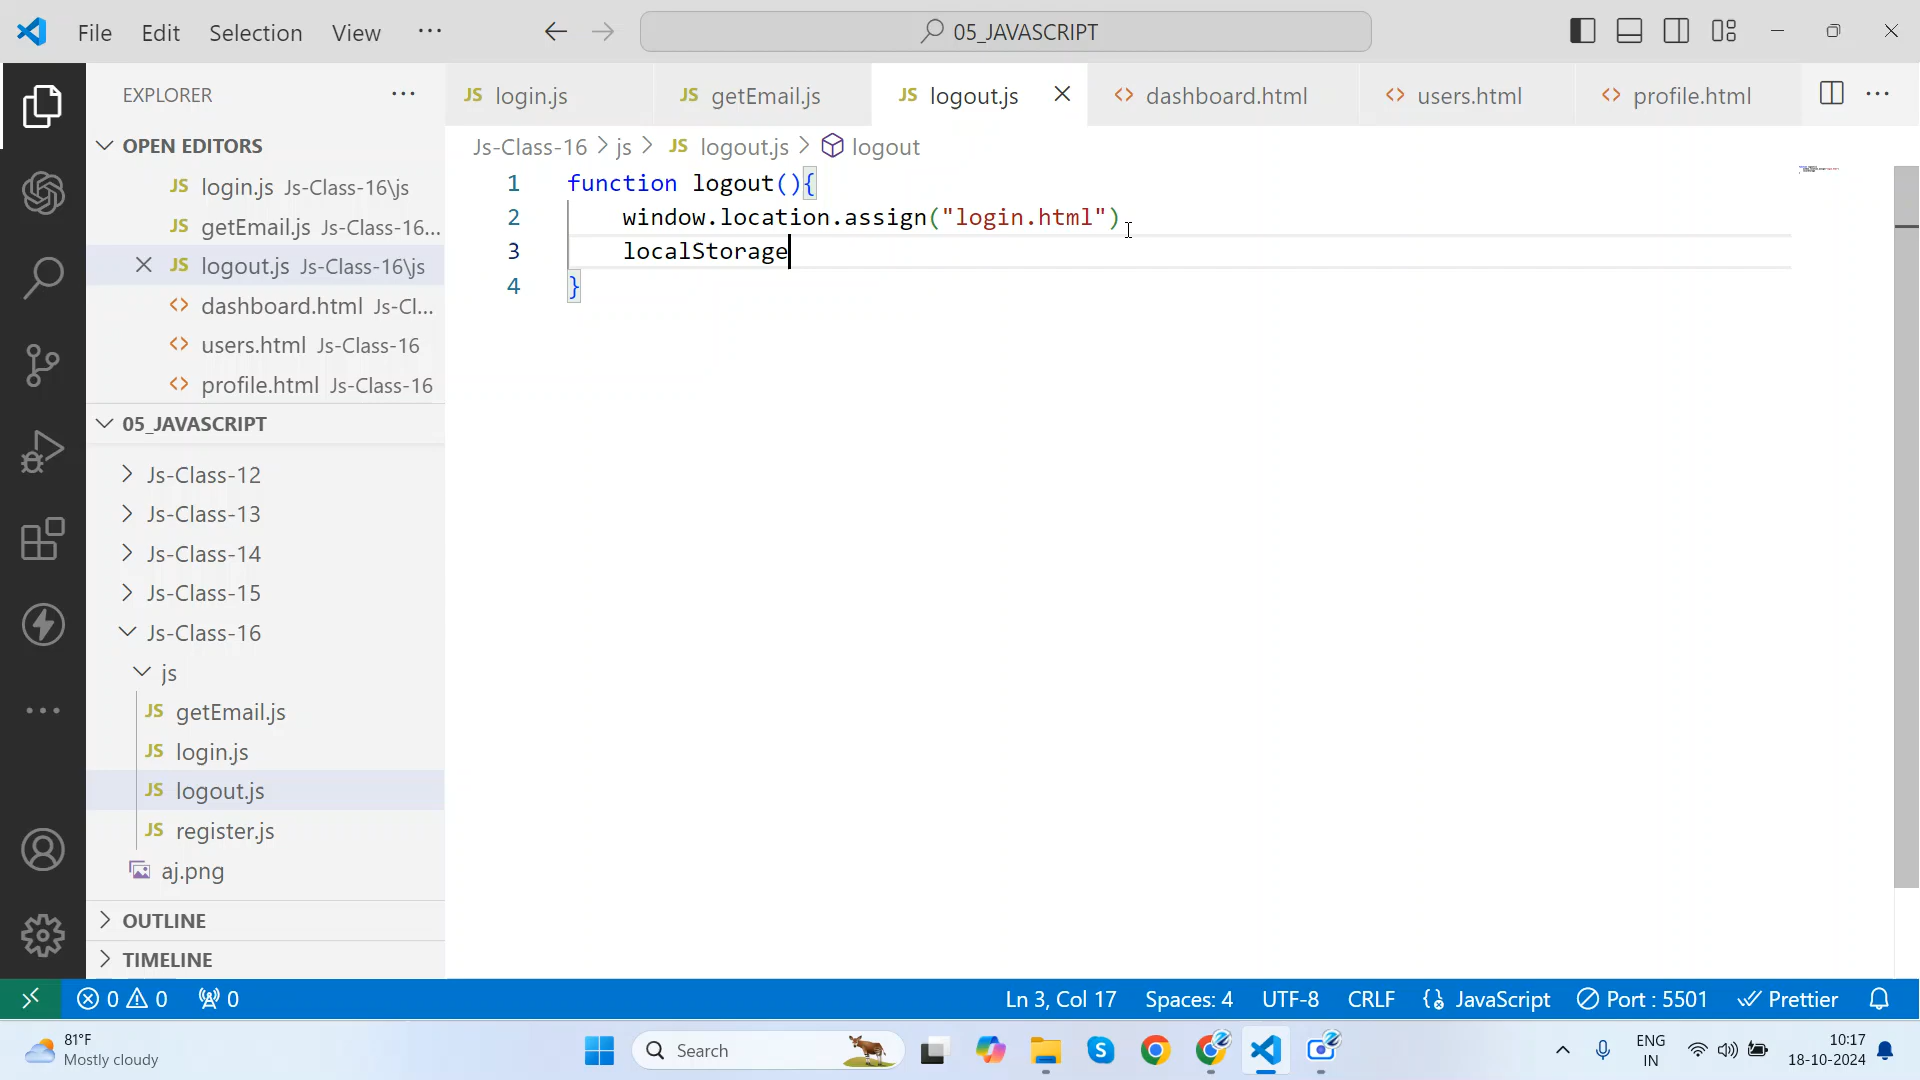 File Edit Selection View ··· 05_JAVASCRIPT
EXPLORER ···
JS login.js JS getEmail.js JS logout.js <> dashboard.html <> users.html <> profile.html ···
OPEN EDITORS
JS login.js Js-Class-16\js
JS getEmail.js Js-Class-16...
JS logout.js Js-Class-16\js
<> dashboard.html Js-Cl...
<> users.html Js-Class-16
<> profile.html Js-Class-16
05_JAVASCRIPT
Js-Class-12
Js-Class-13
Js-Class-14
Js-Class-15
Js-Class-16
js
JS getEmail.js
JS login.js
JS logout.js
JS register.js
aj.png
OUTLINE
TIMELINE
Js-Class-16 > js > JS logout.js > logout
1 function logout(){
2 window.location.assign("login.html")
3 localStorage
4 }
0 0 0 Ln 3, Col 17 Spaces: 4 UTF-8 CRLF JavaScript Port : 5501 Prettier
81°F
Mostly cloudy
Search
ENG
IN
10:17
18-10-2024